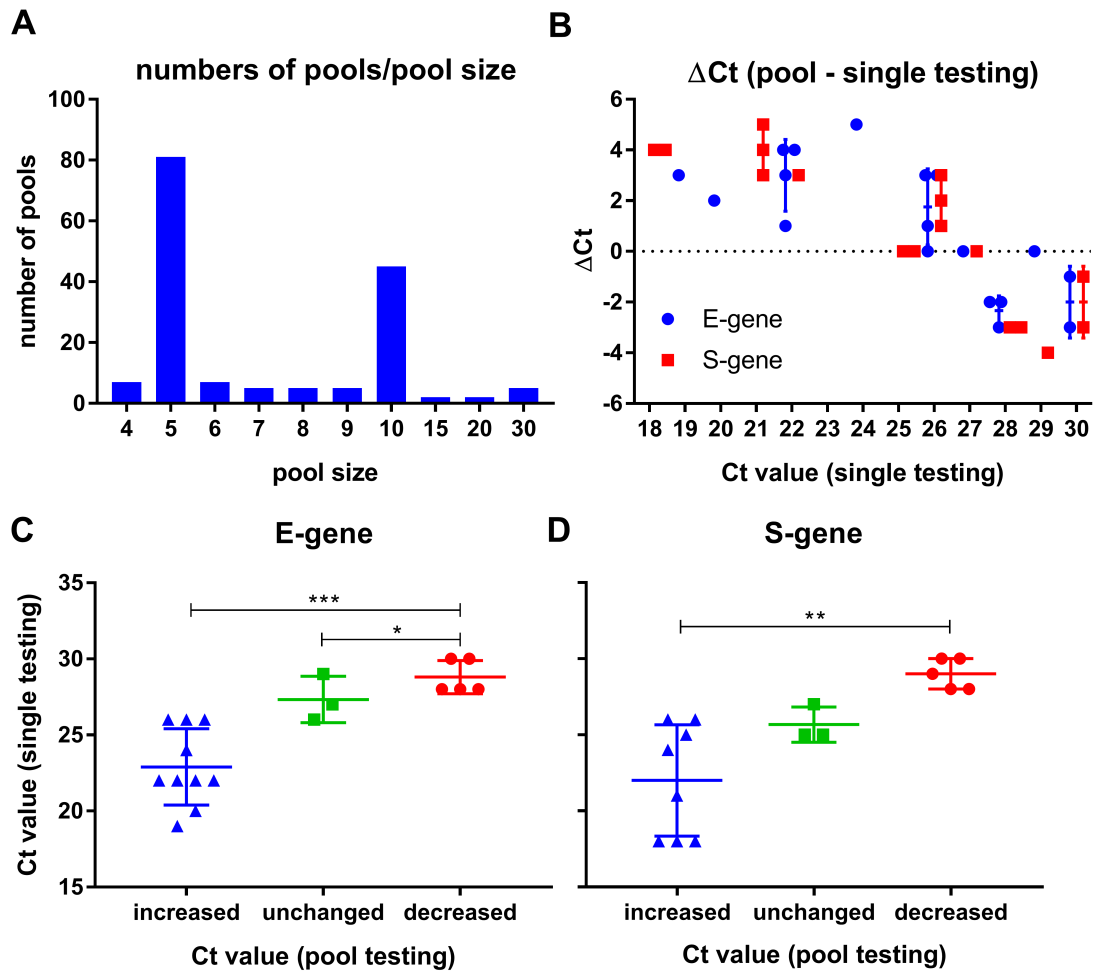 A
numbers of pools/pool size
100
80
60
40
20
0
number of pools
4 5 6 7 8 9 10 15 20 30
pool size
B
ΔCt (pool - single testing)
6
4
2
0
-2
-4
-6
ΔCt
E-gene
S-gene
18 19 20 21 22 23 24 25 26 27 28 29 30
Ct value (single testing)
C
E-gene
35
30
25
20
15
Ct value (single testing)
***
*
increased unchanged decreased
Ct value (pool testing)
D
S-gene
**
increased unchanged decreased
Ct value (pool testing)